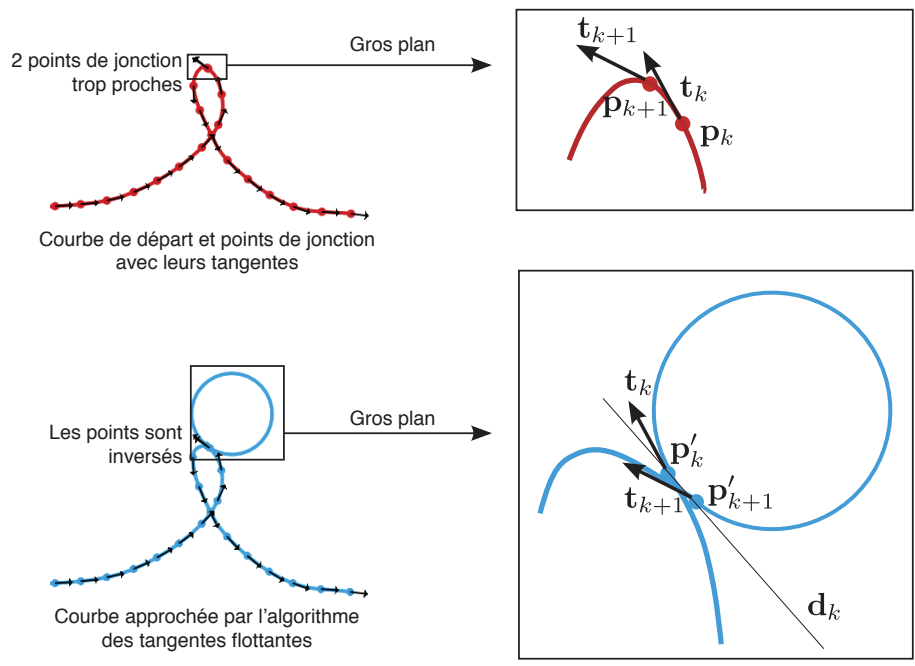 2 points de jonction
trop proches
Gros plan
t_{k+1}
t_k
p_{k+1}
p_k
Courbe de départ et points de jonction
avec leurs tangentes
Les points sont
inversés
Gros plan
t_k
p'_k
t_{k+1}
p'_{k+1}
d_k
Courbe approchée par l'algorithme
des tangentes flottantes